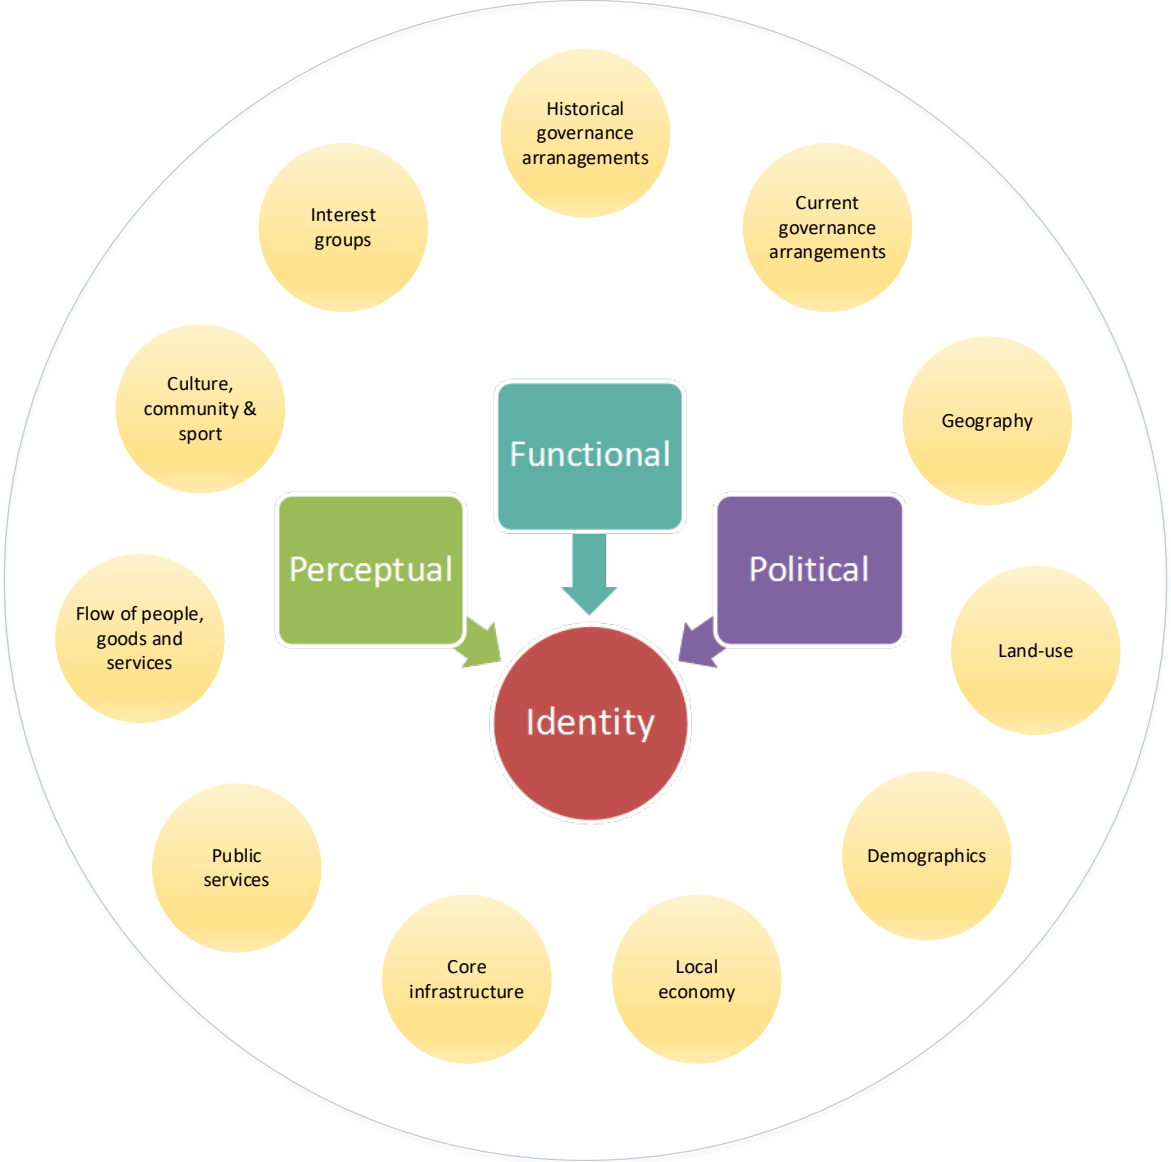 Historical
governance
arranagements
Current
governance
arrangements
Interest
groups
Geography
Culture,
community &
sport
Functional
Perceptual
Political
Flow of people,
goods and
services
Land-use
Identity
Public
services
Demographics
Core
infrastructure
Local
economy